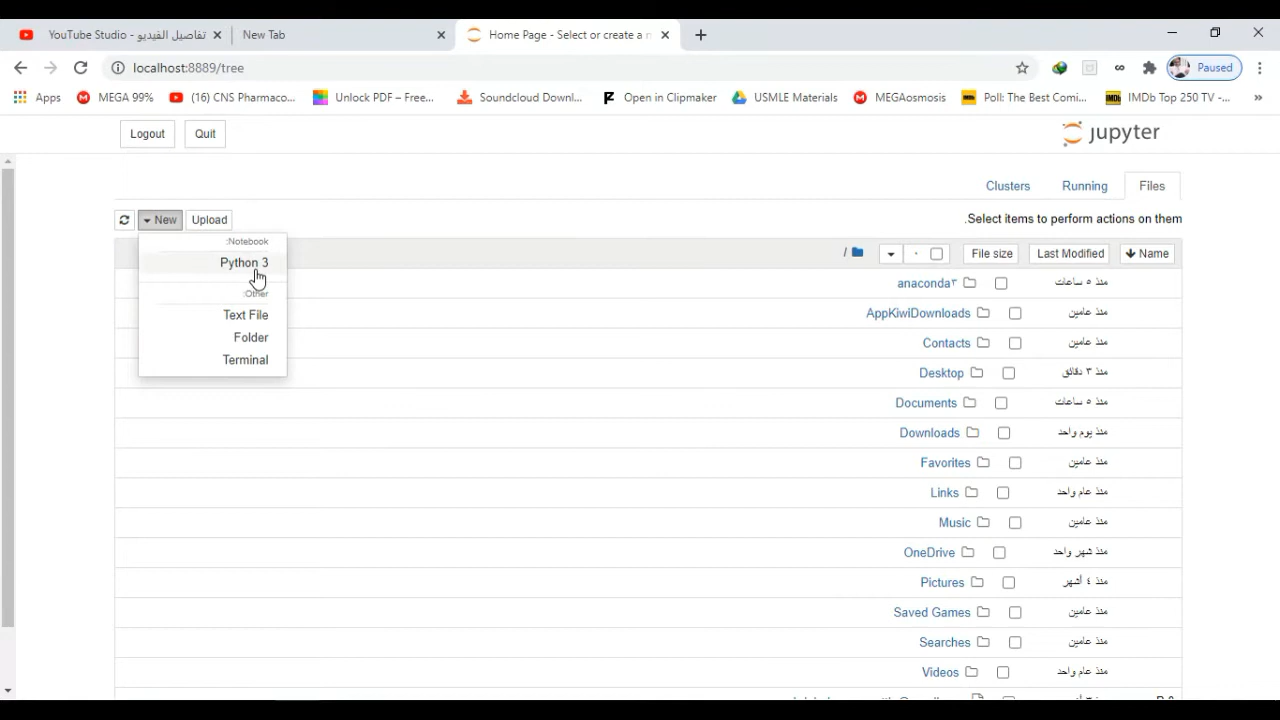 YouTube Studio - تفاصيل الفيديو
New Tab
Home Page - Select or create a n
localhost:8889/tree
Paused
Apps
MEGA 99%
(16) CNS Pharmaco...
Unlock PDF – Free...
Soundcloud Downl...
Open in Clipmaker
USMLE Materials
MEGAosmosis
Poll: The Best Comi...
IMDb Top 250 TV -...
»
Logout
Quit
jupyter
Clusters
Running
Files
New
Upload
.Select items to perform actions on them
:Notebook
Python 3
:Other
Text File
Folder
Terminal
/
File size
Last Modified
Name
anaconda٣ منذ ٥ ساعات
AppKiwiDownloads منذ عامين
Contacts منذ عامين
Desktop منذ ٣ دقائق
Documents منذ ٥ ساعات
Downloads منذ يوم واحد
Favorites منذ عامين
Links منذ عام واحد
Music منذ عامين
OneDrive منذ شهر واحد
Pictures منذ ٤ أشهر
Saved Games منذ عامين
Searches منذ عامين
Videos منذ عام واحد